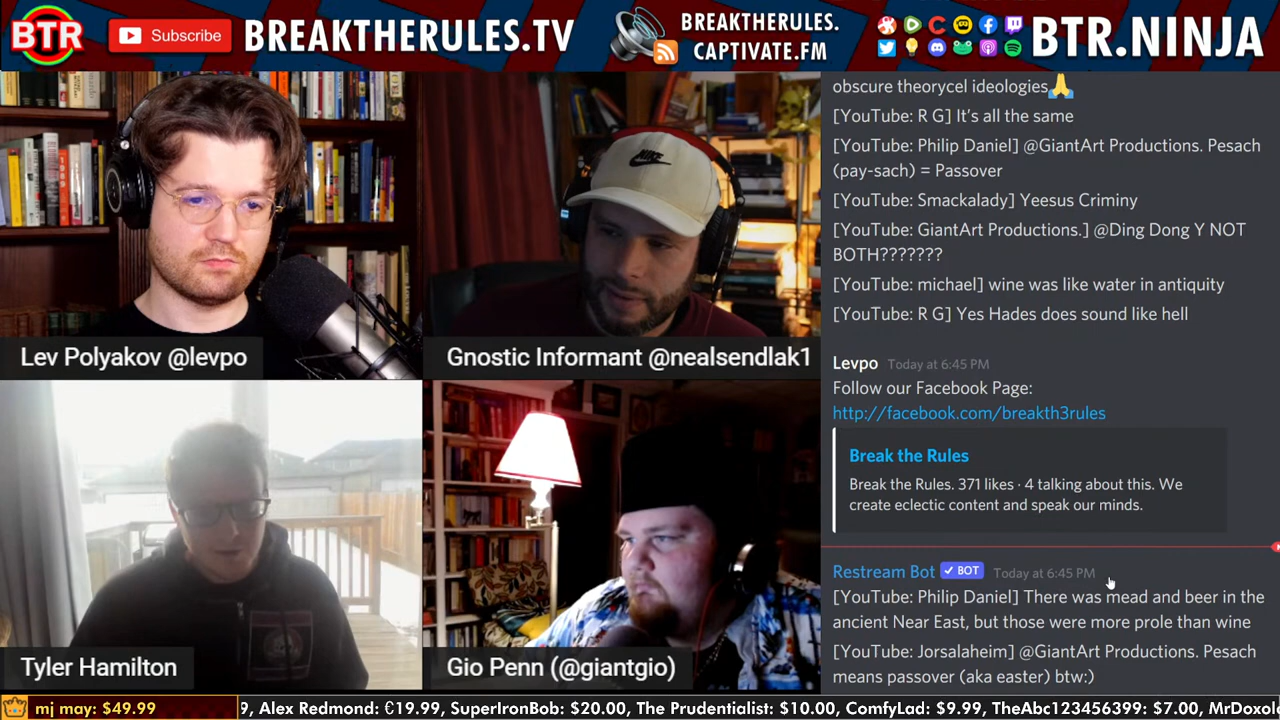 BTR
Subscribe
BREAKTHERULES.TV
BREAKTHERULES.
CAPTIVATE.FM
BTR.NINJA
Lev Polyakov @levpo
Gnostic Informant @nealsendlak1
Tyler Hamilton
Gio Penn (@giantgio)
obscure theorycel ideologies🙏
[YouTube: R G] It's all the same
[YouTube: Philip Daniel] @GiantArt Productions. Pesach
(pay-sach) = Passover
[YouTube: Smackalady] Yeesus Criminy
[YouTube: GiantArt Productions.] @Ding Dong Y NOT
BOTH???????
[YouTube: michael] wine was like water in antiquity
[YouTube: R G] Yes Hades does sound like hell
Levpo Today at 6:45 PM
Follow our Facebook Page:
http://facebook.com/breakth3rules
Break the Rules
Break the Rules. 371 likes · 4 talking about this. We
create eclectic content and speak our minds.
Restream Bot ✓ BOT Today at 6:45 PM
[YouTube: Philip Daniel] There was mead and beer in the
ancient Near East, but those were more prole than wine
[YouTube: Jorsalaheim] @GiantArt Productions. Pesach
means passover (aka easter) btw:)
mj may: $49.99
9, Alex Redmond: €19.99, SuperIronBob: $20.00, The Prudentialist: $10.00, ComfyLad: $9.99, TheAbc123456399: $7.00, MrDoxol